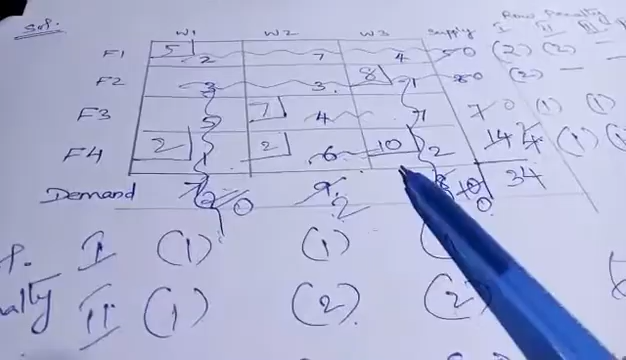 Sol.
Row Penalty
W1 W2 W3 Supply I II III
F1 5 2 7 4 5 0 (2) (2) —
F2 3 3 8 1 8 0 (2) — —
F3 5 7 4 7 7 0 (1) (1)
F4 2 1 2 6 10 2 14 4 (1) (1)
Demand 7 2 0 9 2 18 10 0 34
P. I (1) (1)
nalty II (1) (2) (2)